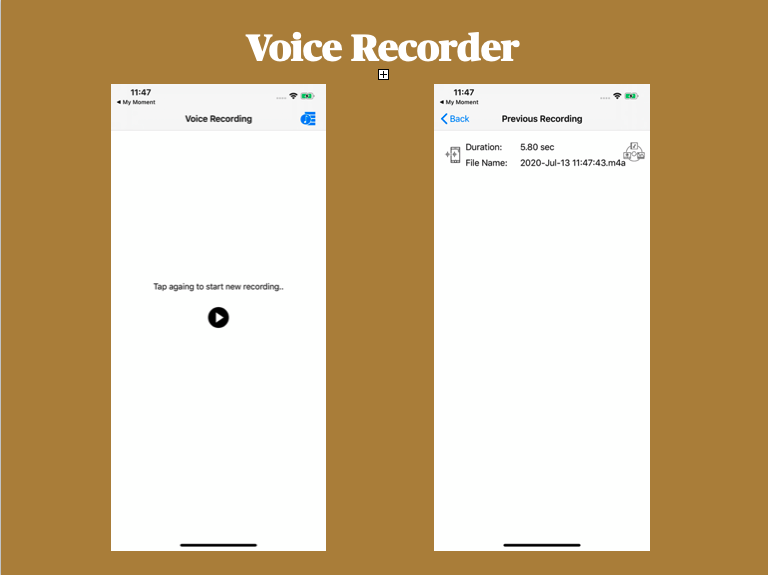 Voice Recorder
11:47
◀ My Moment
Voice Recording
Tap againg to start new recording..
11:47
◀ My Moment
Back
Previous Recording
Duration: 5.80 sec
File Name: 2020-Jul-13 11:47:43.m4a